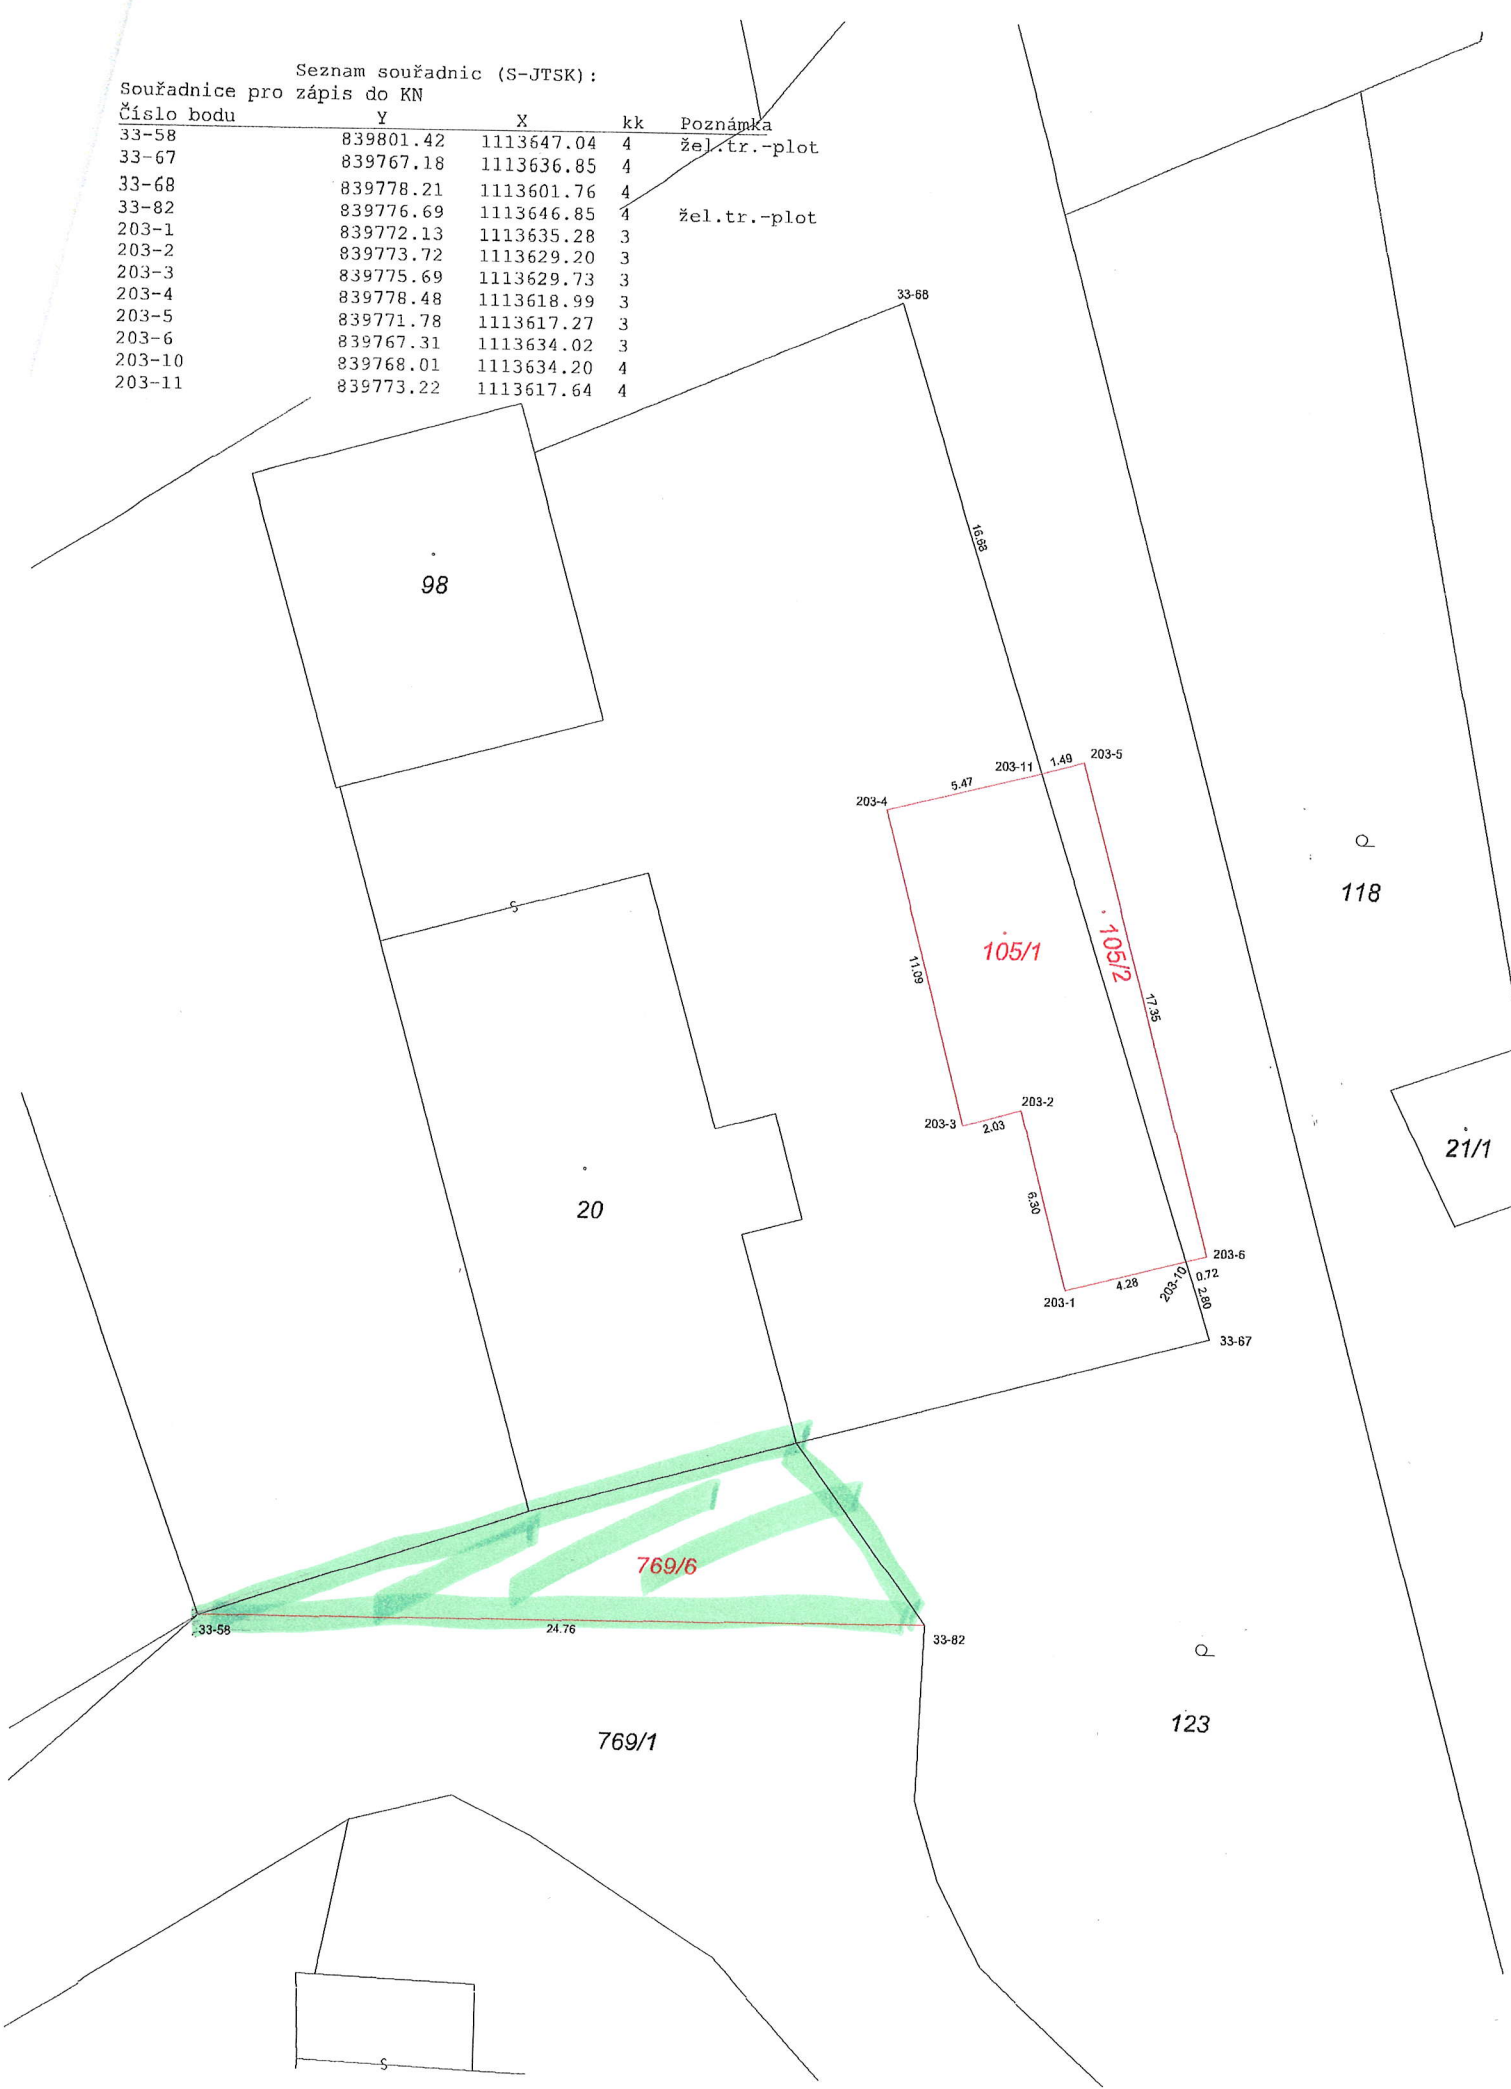 Seznam souřadnic (S-JTSK):
Souřadnice pro zápis do KN
Číslo bodu Y X kk Poznámka
33-58 839801.42 1113647.04 4 žel.tr.-plot
33-67 839767.18 1113636.85 4
33-68 839778.21 1113601.76 4
33-82 839776.69 1113646.85 4 žel.tr.-plot
203-1 839772.13 1113635.28 3
203-2 839773.72 1113629.20 3
203-3 839775.69 1113629.73 3
203-4 839778.48 1113618.99 3
203-5 839771.78 1113617.27 3
203-6 839767.31 1113634.02 3
203-10 839768.01 1113634.20 4
203-11 839773.22 1113617.64 4
33-68
16.68
98
203-11
1.49
203-5
5.47
203-4
118
105/1
105/2
11.09
17.35
203-2
203-3
2.03
21/1
20
6.30
203-6
203-10
0.72
4.28
2.80
203-1
33-67
769/6
33-58
24.76
33-82
123
769/1